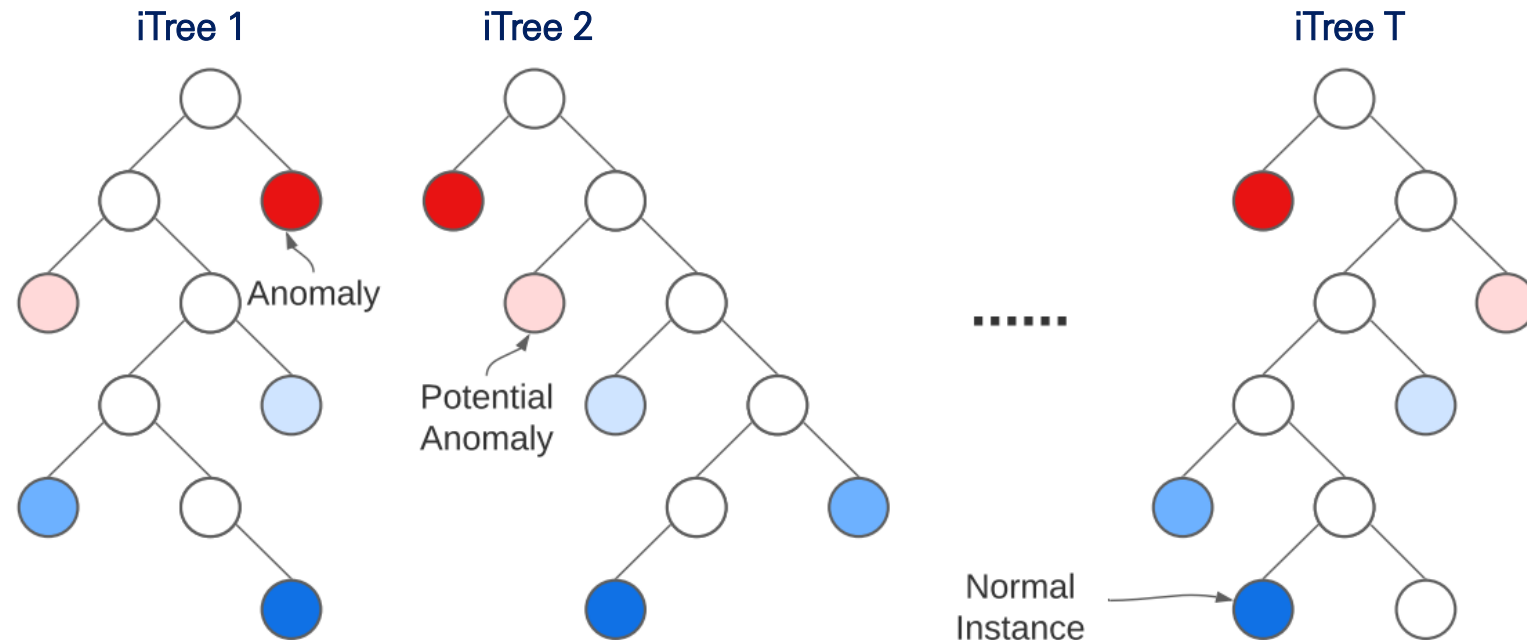 iTree 1
iTree 2
iTree T
Anomaly
......
Potential
Anomaly
Normal
Instance